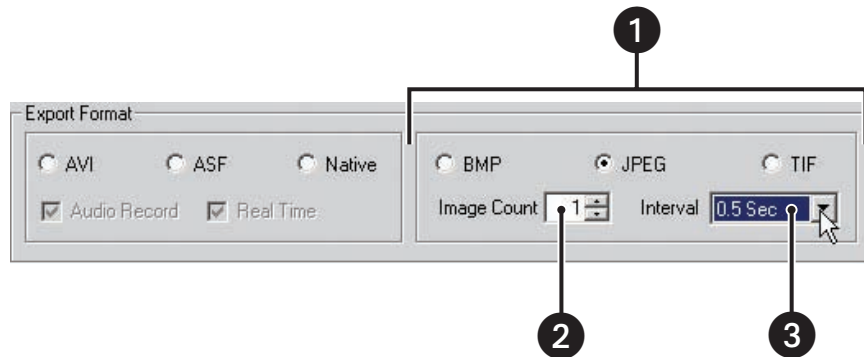 1
Export Format
AVI ASF Native BMP JPEG TIF
Audio Record Real Time Image Count 1 Interval 0.5 Sec
2 3